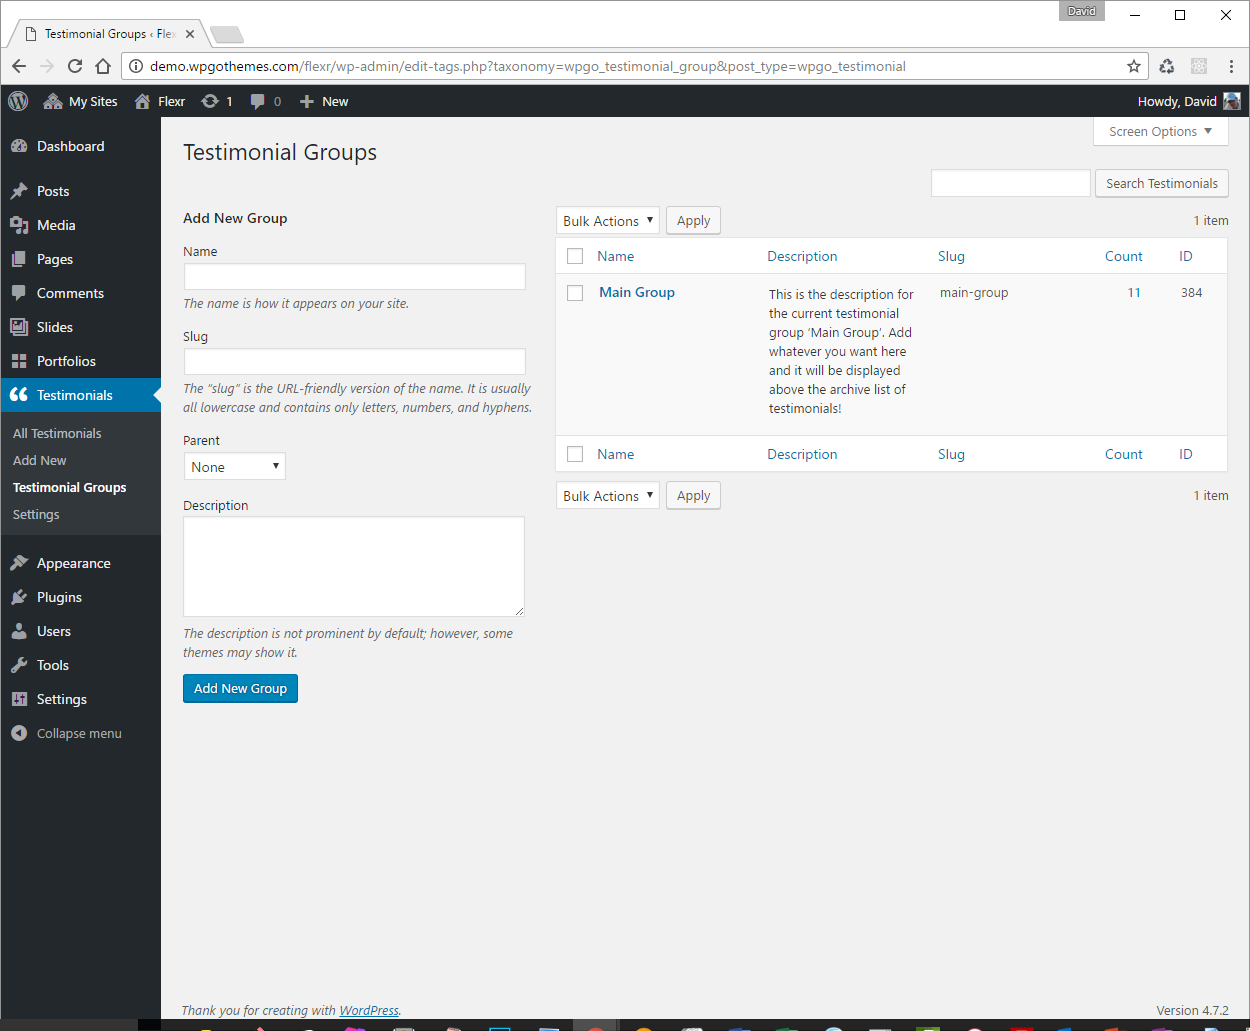 David
Testimonial Groups ‹ Flex
demo.wpgothemes.com/flexr/wp-admin/edit-tags.php?taxonomy=wpgo_testimonial_group&post_type=wpgo_testimonial
My Sites Flexr 1 0 New Howdy, David
Screen Options
Dashboard
Posts
Media
Pages
Comments
Slides
Portfolios
Testimonials
All Testimonials
Add New
Testimonial Groups
Settings
Appearance
Plugins
Users
Tools
Settings
Collapse menu
Testimonial Groups
Search Testimonials
Add New Group
Name
The name is how it appears on your site.
Slug
The “slug” is the URL-friendly version of the name. It is usually
all lowercase and contains only letters, numbers, and hyphens.
Parent
None
Description
The description is not prominent by default; however, some
themes may show it.
Add New Group
Bulk Actions Apply 1 item
Name Description Slug Count ID
Main Group This is the description for main-group 11 384
the current testimonial
group ‘Main Group’. Add
whatever you want here
and it will be displayed
above the archive list of
testimonials!
Name Description Slug Count ID
Bulk Actions Apply 1 item
Thank you for creating with WordPress. Version 4.7.2